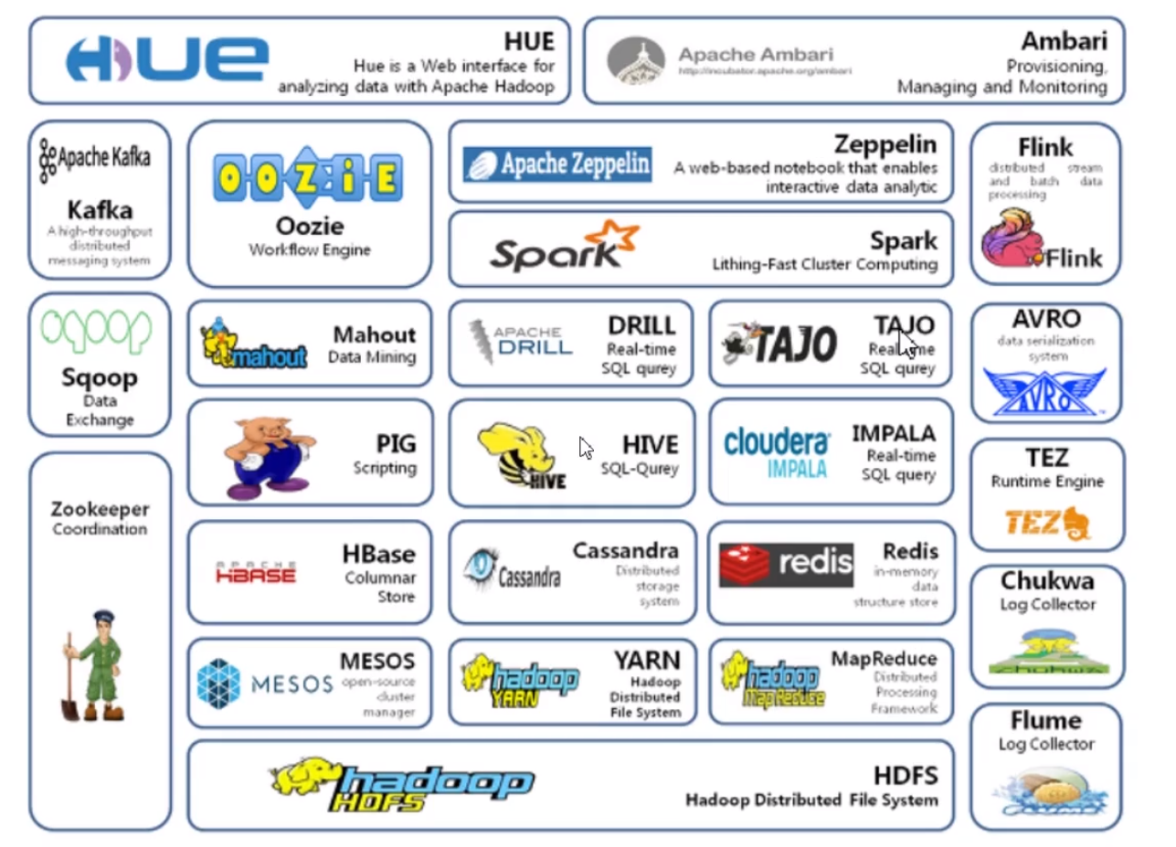 HUE
HUE
Hue is a Web interface for
analyzing data with Apache Hadoop
Apache Ambari
http://incubator.apache.org/ambari
Ambari
Provisioning,
Managing and Monitoring
Apache Kafka
Kafka
A high-throughput
distributed
messaging system
OOZiE
Oozie
Workflow Engine
Apache Zeppelin
Zeppelin
A web-based notebook that enables
interactive data analytic
Spark
Spark
Lithing-Fast Cluster Computing
Flink
distributed stream
and batch data
processing
Flink
sqoop
Sqoop
Data
Exchange
mahout
Mahout
Data Mining
APACHE
DRILL
DRILL
Real-time
SQL qurey
TAJO
TAJO
SQL qurey
AVRO
data serialization
system
AVRO
PIG
Scripting
HIVE
HIVE
SQL-Qurey
cloudera
IMPALA
IMPALA
Real-time
SQL query
TEZ
Runtime Engine
TEZ
Zookeeper
Coordination
APACHE
HBASE
HBase
Columnar
Store
Cassandra
Cassandra
Distributed
storage
system
redis
Redis
in-memory
data
structure store
Chukwa
Log Collector
chukwa
MESOS
MESOS
open-source
cluster
manager
hadoop
YARN
YARN
Hadoop
Distributed
File System
hadoop
Map Reduce
MapReduce
Distributed
Processing
Framework
Flume
Log Collector
hadoop
HDFS
HDFS
Hadoop Distributed File System